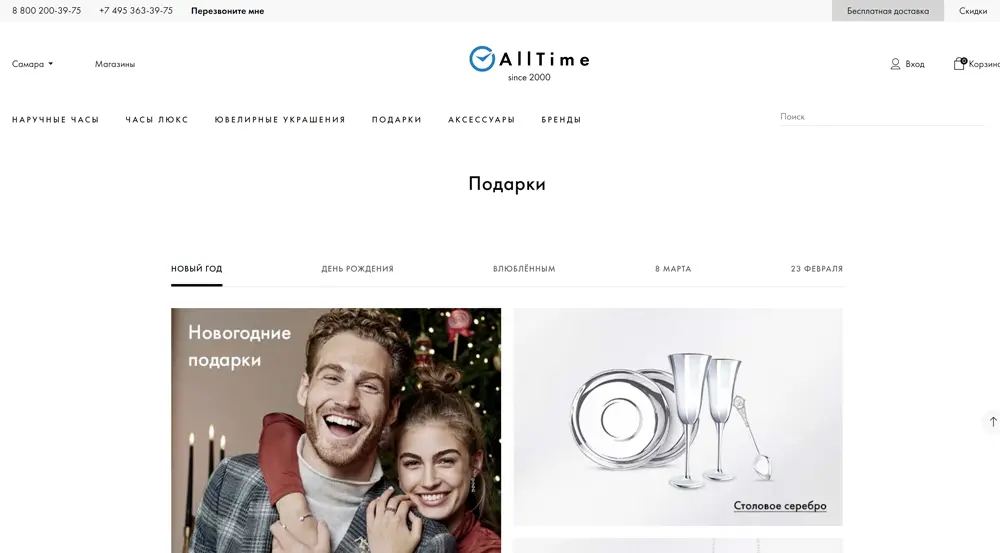 8 800 200-39-75 +7 495 363-39-75 Перезвоните мне Бесплатная доставка Скидки
Самара Магазины AllTime Вход 0 Корзина
since 2000
НАРУЧНЫЕ ЧАСЫ ЧАСЫ ЛЮКС ЮВЕЛИРНЫЕ УКРАШЕНИЯ ПОДАРКИ АКСЕССУАРЫ БРЕНДЫ Поиск
Подарки
НОВЫЙ ГОД ДЕНЬ РОЖДЕНИЯ ВЛЮБЛЁННЫМ 8 МАРТА 23 ФЕВРАЛЯ
Новогодние
подарки
Столовое серебро